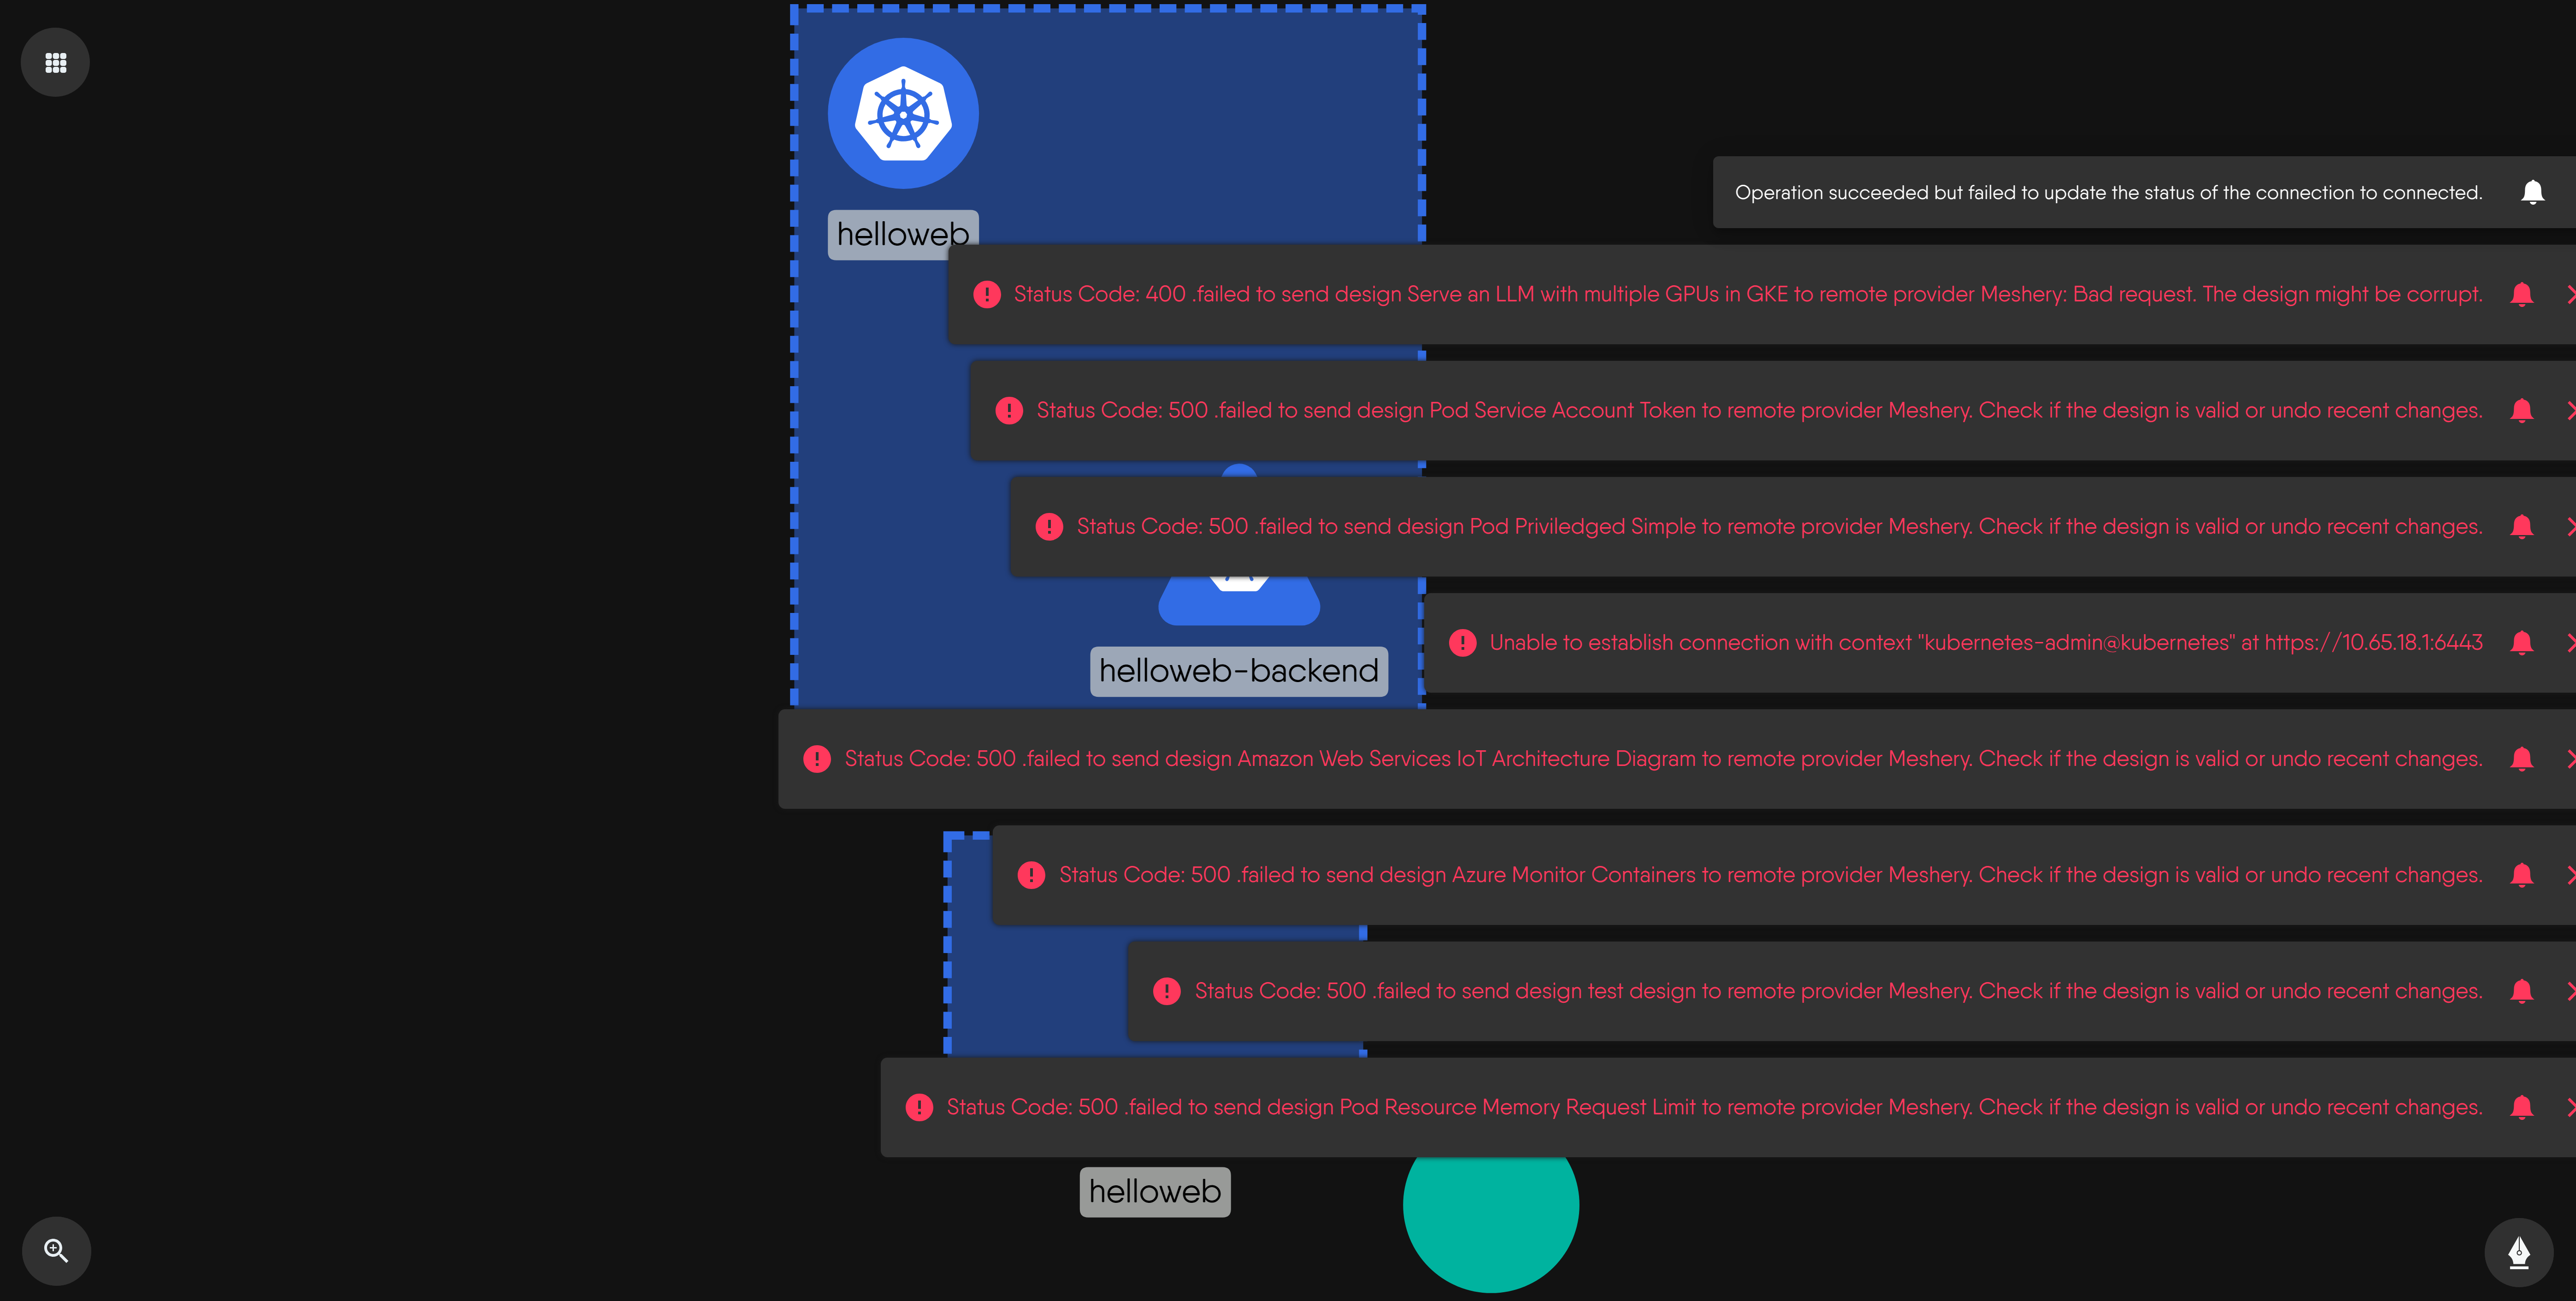 helloweb
Operation succeeded but failed to update the status of the connection to connected.
Status Code: 400 .failed to send design Serve an LLM with multiple GPUs in GKE to remote provider Meshery: Bad request. The design might be corrupt.
Status Code: 500 .failed to send design Pod Service Account Token to remote provider Meshery. Check if the design is valid or undo recent changes.
Status Code: 500 .failed to send design Pod Priviledged Simple to remote provider Meshery. Check if the design is valid or undo recent changes.
Unable to establish connection with context "kubernetes-admin@kubernetes" at https://10.65.18.1:6443
helloweb-backend
Status Code: 500 .failed to send design Amazon Web Services IoT Architecture Diagram to remote provider Meshery. Check if the design is valid or undo recent changes.
Status Code: 500 .failed to send design Azure Monitor Containers to remote provider Meshery. Check if the design is valid or undo recent changes.
Status Code: 500 .failed to send design test design to remote provider Meshery. Check if the design is valid or undo recent changes.
Status Code: 500 .failed to send design Pod Resource Memory Request Limit to remote provider Meshery. Check if the design is valid or undo recent changes.
helloweb